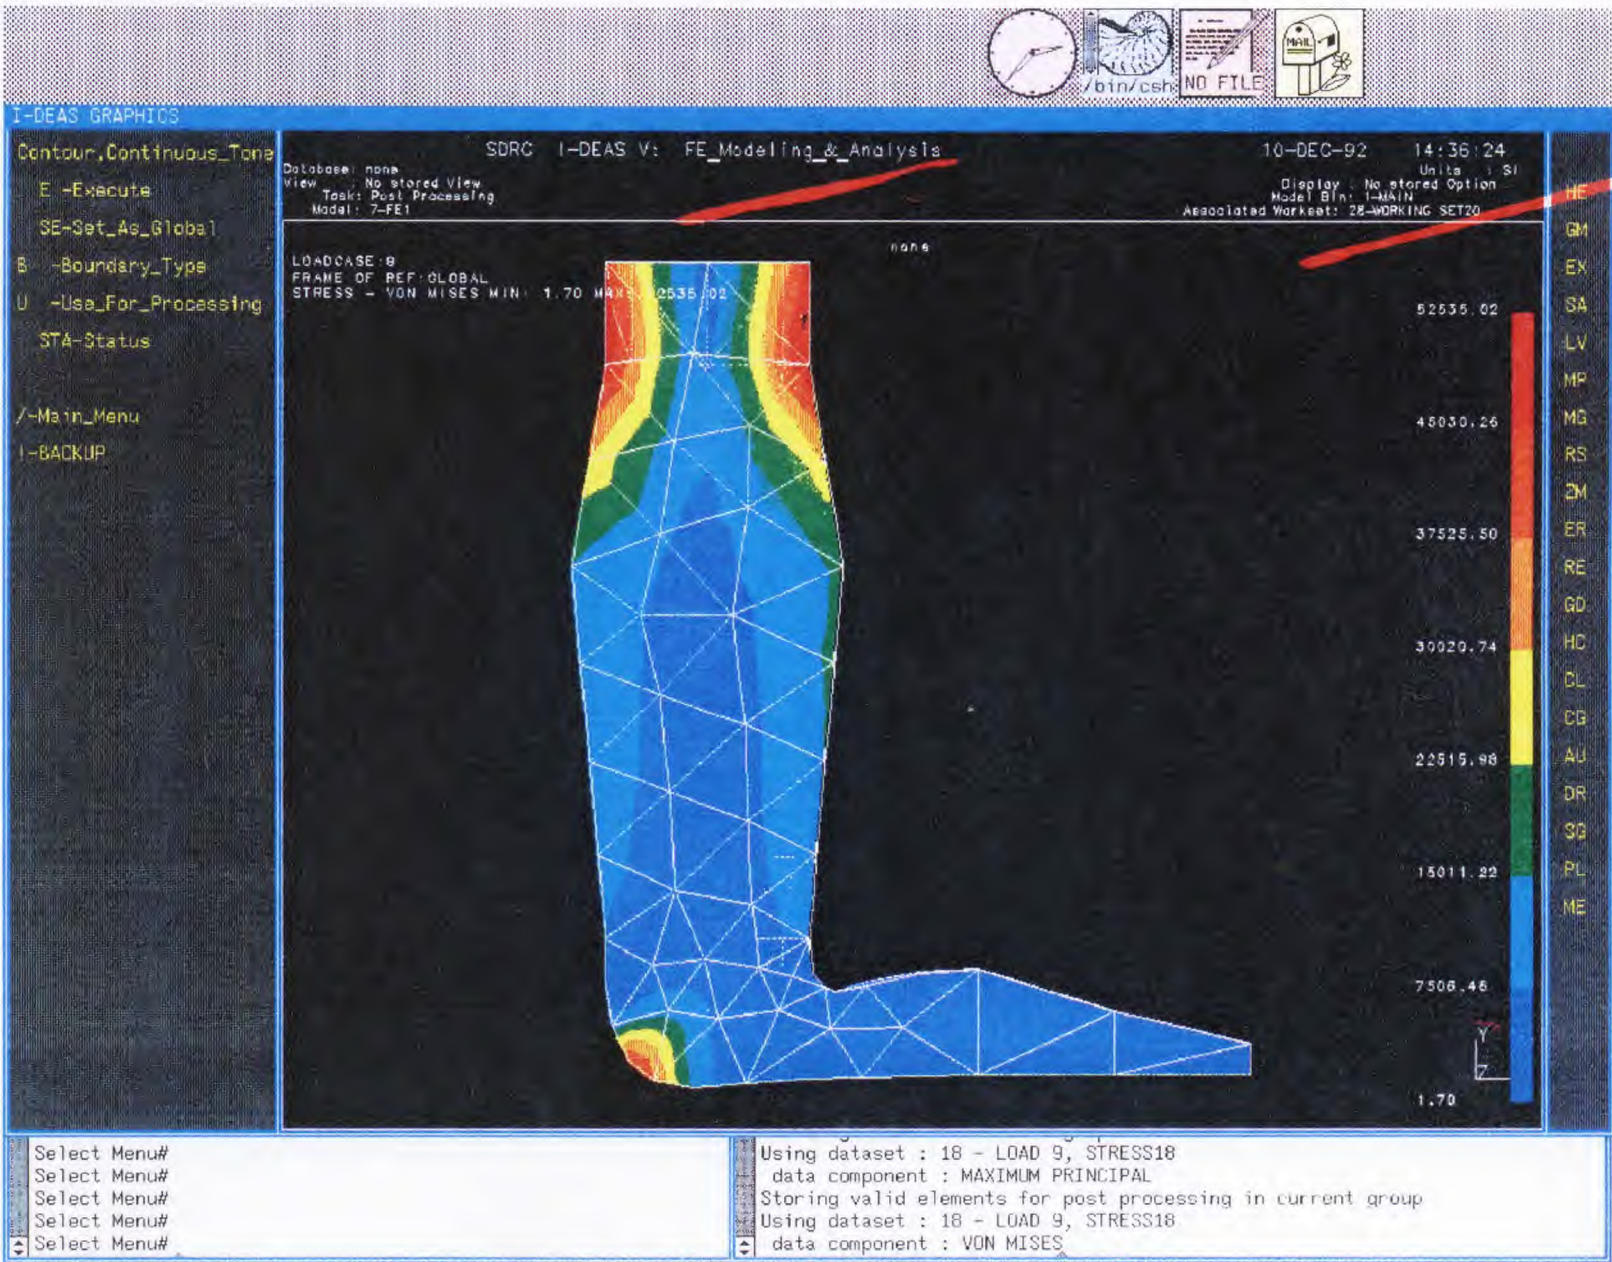 MAIL
/bin/csh
NO FILE
I-DEAS GRAPHICS
Contour,Continuous_Tone
E -Execute
SE-Set_As_Global
B -Boundary_Type
U -Use_For_Processing
STA-Status
/-Main_Menu
!-BACKUP
SDRC I-DEAS V: FE_Modeling_&_Analysis
10-DEC-92 14:36:24
Database: none
Units : SI
View : No stored View
Display : No stored Option
Task: Post Processing
Model Bin: 1-MAIN
Model: 7-FE1
Associated Workset: 28-WORKING SET20
none
LOADCASE:9
FRAME OF REF:GLOBAL
STRESS - VON MISES MIN: 1.70 MAX: 52535.02
52535.02
45030.26
37525.50
30020.74
22515.98
15011.22
7506.46
1.70
Y
Z
HE
GM
EX
SA
LV
MP
MG
RS
ZM
ER
RE
GD
HC
CL
CG
AU
DR
SG
PL
ME
Select Menu#
Select Menu#
Select Menu#
Select Menu#
Select Menu#
Using dataset : 18 - LOAD 9, STRESS18
data component : MAXIMUM PRINCIPAL
Storing valid elements for post processing in current group
Using dataset : 18 - LOAD 9, STRESS18
data component : VON MISES